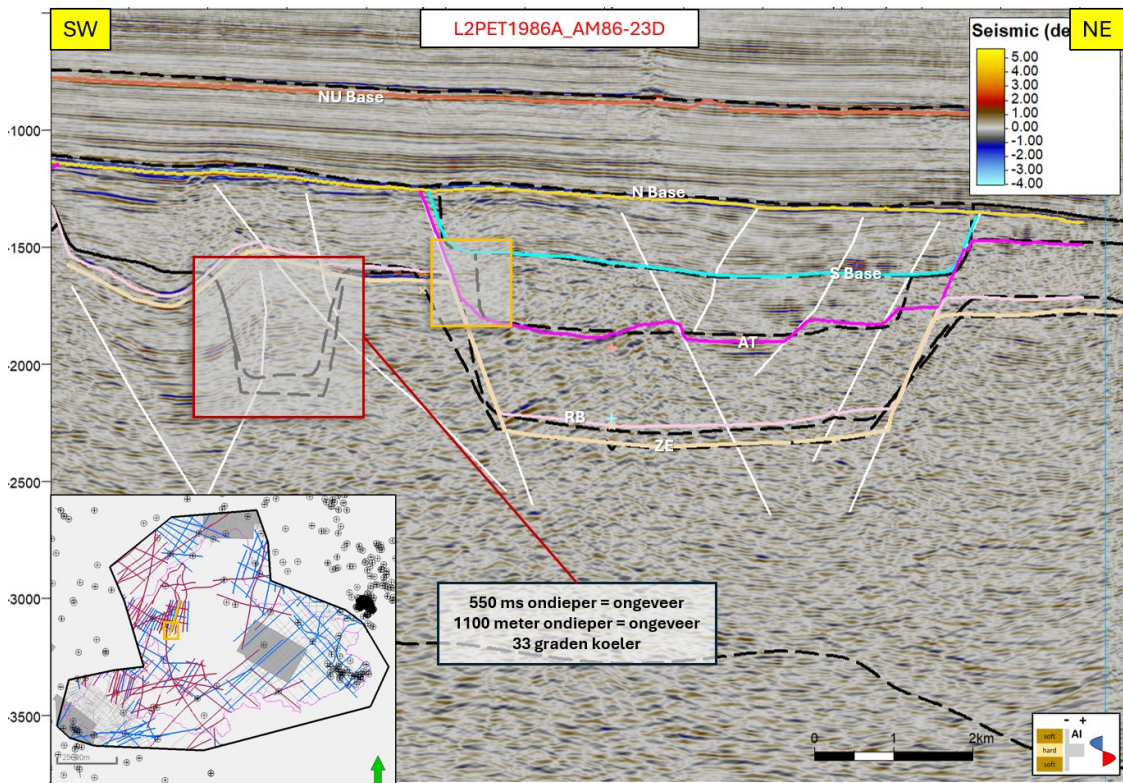 SW
L2PET1986A_AM86-23D
Seismic (de
NE
5.00
4.00
3.00
2.00
1.00
0.00
-1.00
-2.00
-3.00
-4.00
NU Base
-1000
N Base
-1500
S Base
AT
-2000
RB
ZE
-2500
-3000
550 ms ondieper = ongeveer
1100 meter ondieper = ongeveer
33 graden koeler
-3500
0 1 2km
- +
AI
soft
hard
soft